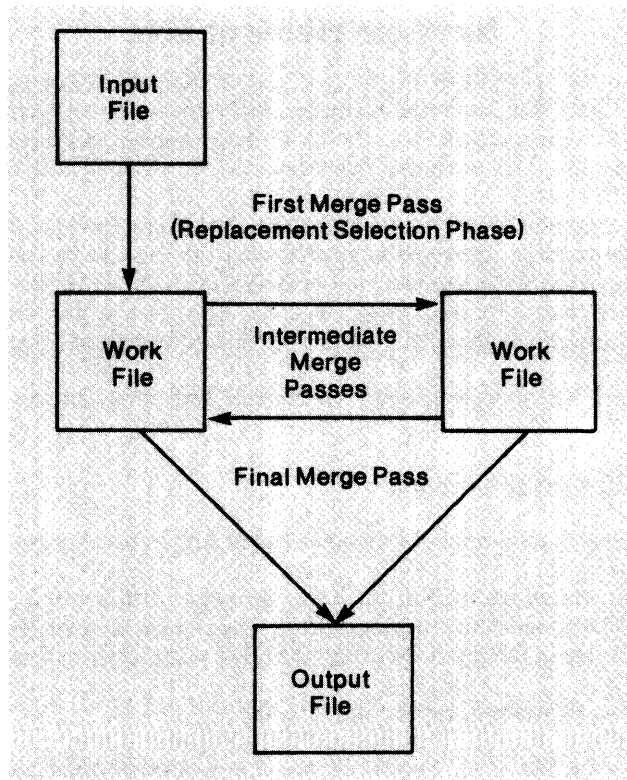 Input
File
First Merge Pass
(Replacement Selection Phase)
Work
File
Intermediate
Merge
Passes
Work
File
Final Merge Pass
Output
File